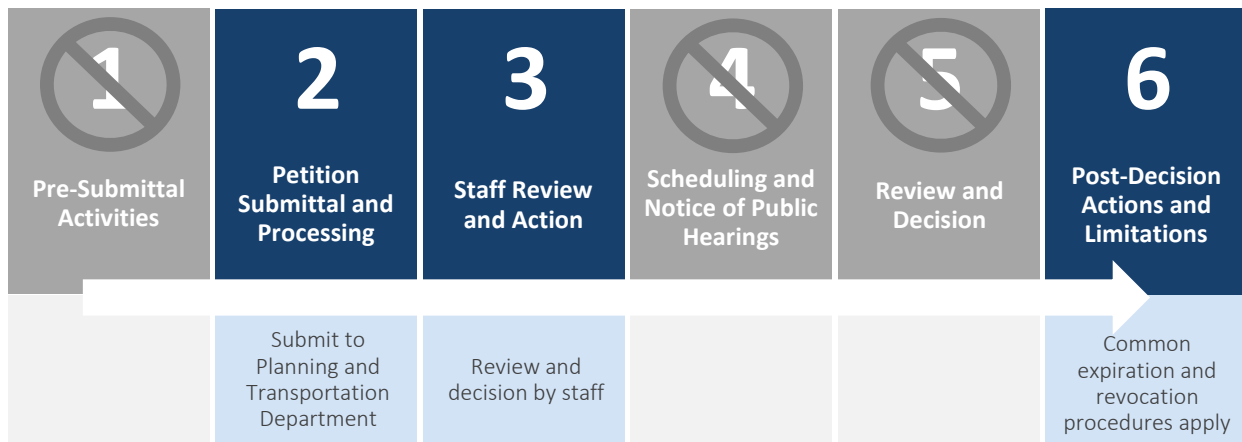 1
Pre-Submittal
Activities
2
Petition
Submittal and
Processing
3
Staff Review
and Action
4
Scheduling and
Notice of Public
Hearings
5
Review and
Decision
6
Post-Decision
Actions and
Limitations
Submit to
Planning and
Transportation
Department
Review and
decision by staff
Common
expiration and
revocation
procedures apply